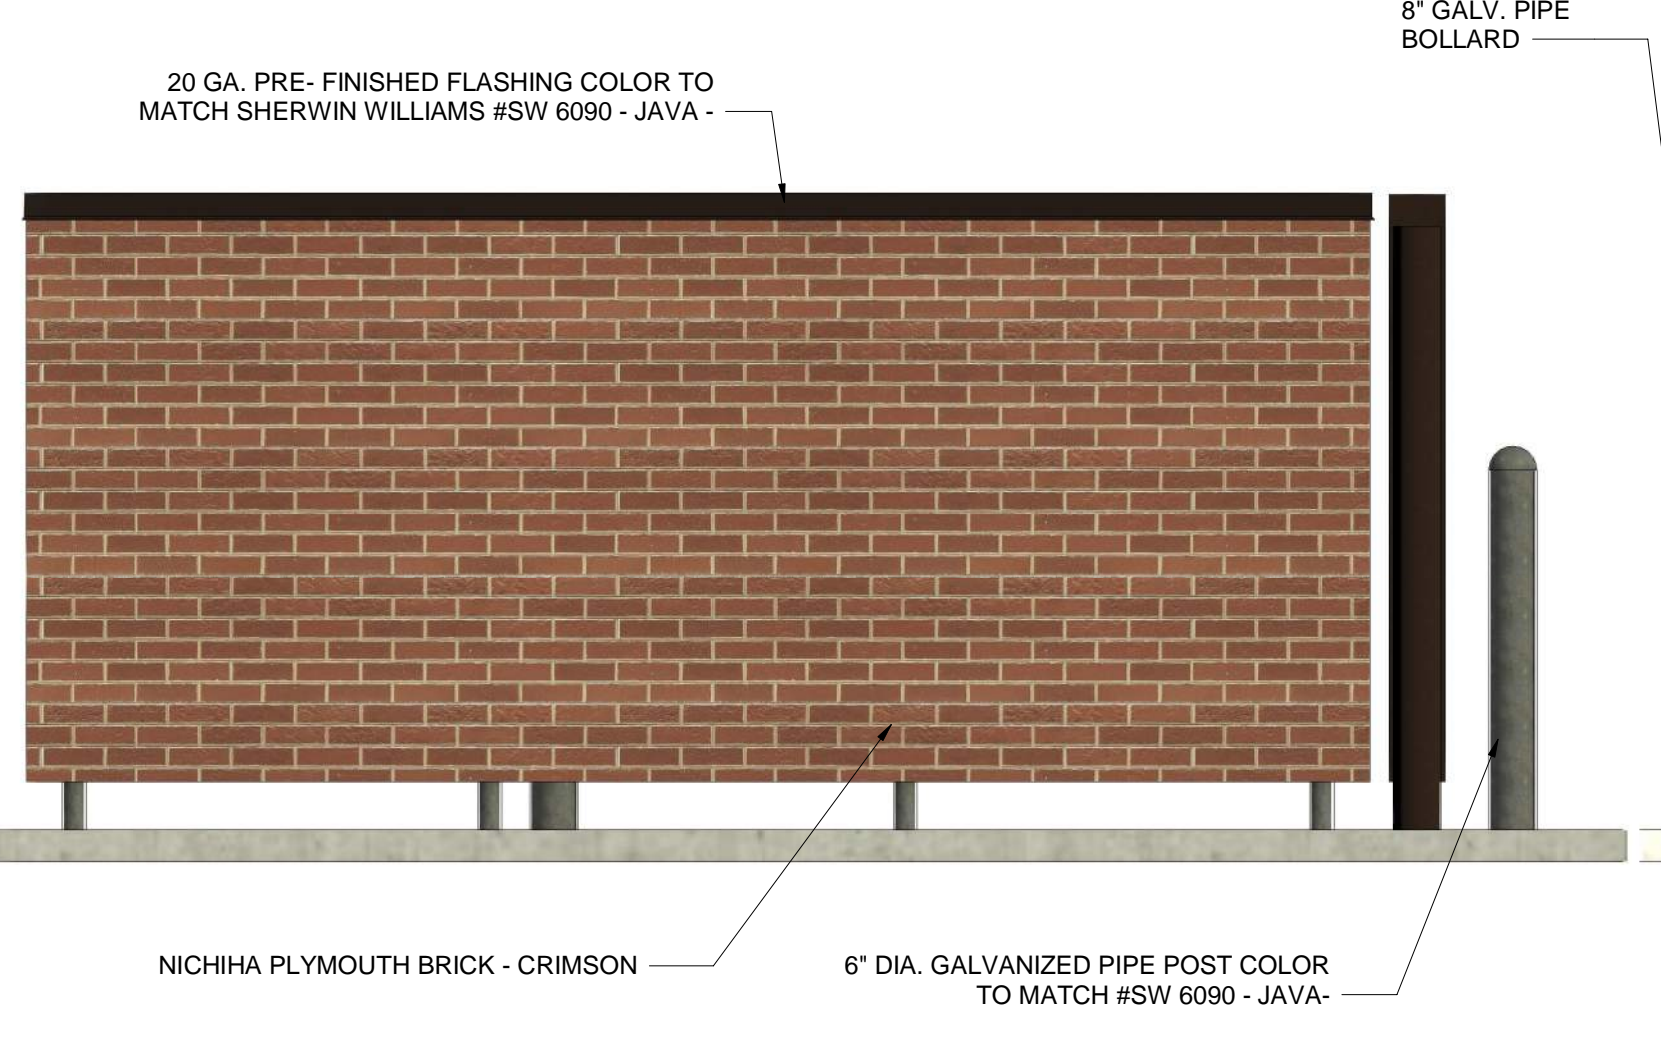 8" GALV. PIPE
BOLLARD
20 GA. PRE- FINISHED FLASHING COLOR TO
MATCH SHERWIN WILLIAMS #SW 6090 - JAVA -
NICHIHA PLYMOUTH BRICK - CRIMSON
6" DIA. GALVANIZED PIPE POST COLOR
TO MATCH #SW 6090 - JAVA-